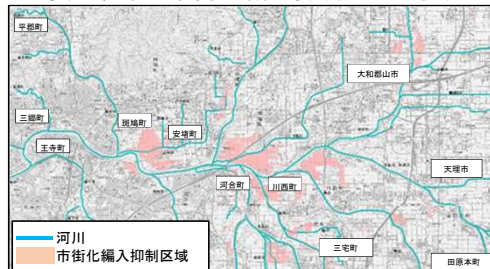 平郡町
大和郡山市
三郷町
斑鳩町
安堵町
王寺町
天理市
河合町
川西町
三宅町
田原本町
河川
市街化編入抑制区域